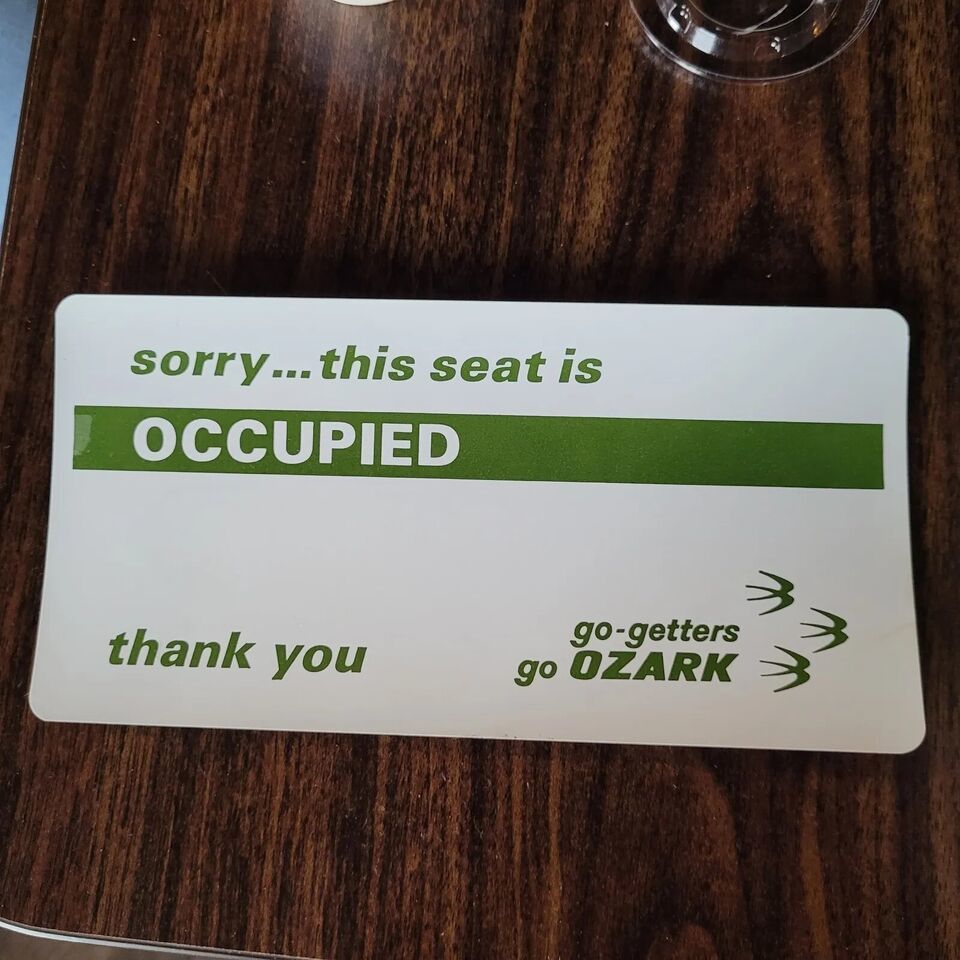 sorry...this seat is
OCCUPIED
thank you
go-getters
go OZARK